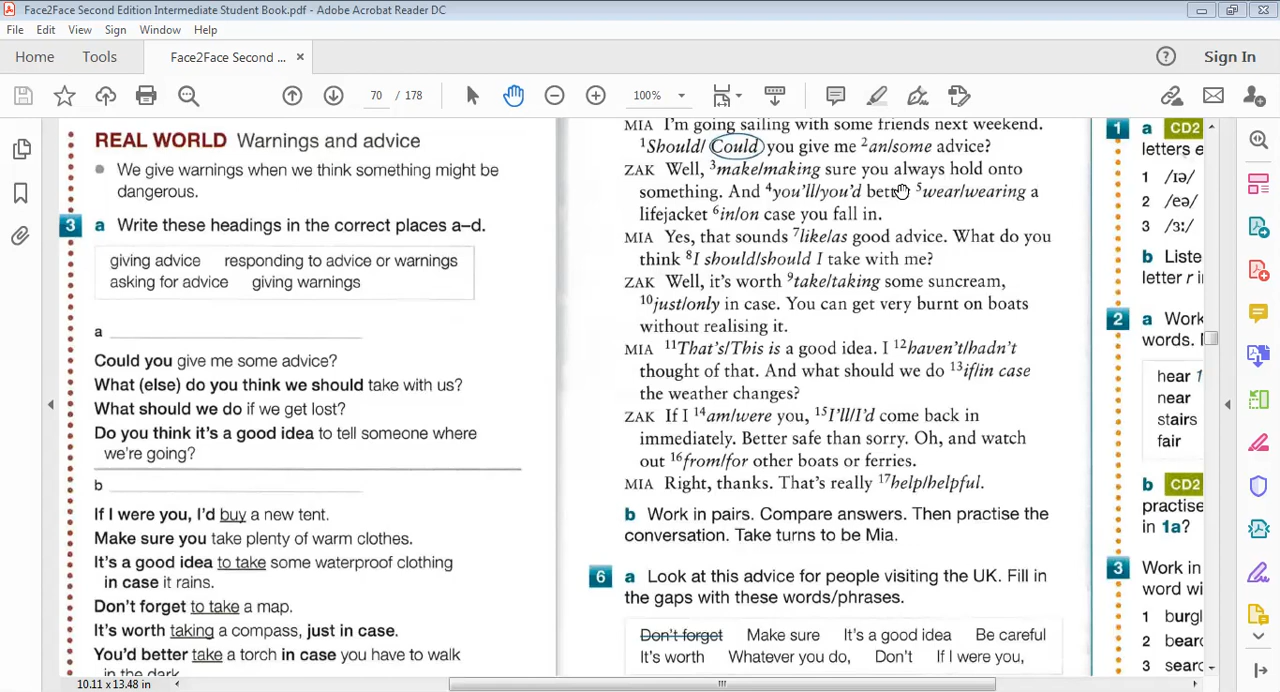 Face2Face Second Edition Intermediate Student Book.pdf - Adobe Acrobat Reader DC
File Edit View Sign Window Help
Home Tools Face2Face Second ... × ? Sign In
70 / 178 100%
REAL WORLD Warnings and advice
We give warnings when we think something might be
dangerous.
3 a Write these headings in the correct places a–d.
giving advice responding to advice or warnings
asking for advice giving warnings
a
Could you give me some advice?
What (else) do you think we should take with us?
What should we do if we get lost?
Do you think it's a good idea to tell someone where
we're going?
b
If I were you, I'd buy a new tent.
Make sure you take plenty of warm clothes.
It's a good idea to take some waterproof clothing
in case it rains.
Don't forget to take a map.
It's worth taking a compass, just in case.
You'd better take a torch in case you have to walk
in the dark
MIA I'm going sailing with some friends next weekend.
1Should/ Could you give me 2an/some advice?
ZAK Well, 3make/making sure you always hold onto
something. And 4you'll/you'd 5wear/wearing a
lifejacket 6in/on case you fall in.
MIA Yes, that sounds 7like/as good advice. What do you
think 8I should/should I take with me?
ZAK Well, it's worth 9take/taking some suncream,
10just/only in case. You can get very burnt on boats
without realising it.
MIA 11That's/This is a good idea. I 12haven't/hadn't
thought of that. And what should we do 13if/in case
the weather changes?
ZAK If I 14am/were you, 15I'll/I'd come back in
immediately. Better safe than sorry. Oh, and watch
out 16from/for other boats or ferries.
MIA Right, thanks. That's really 17help/helpful.
b Work in pairs. Compare answers. Then practise the
conversation. Take turns to be Mia.
6 a Look at this advice for people visiting the UK. Fill in
the gaps with these words/phrases.
Don't forget Make sure It's a good idea Be careful
It's worth Whatever you do, Don't If I were you,
1 a CD2
letters e
1 /ɪə/
2 /eə/
3 /ɜː/
b Liste
letter r i
2 a Work
words.
hear 1
near
stairs
fair
b CD2
practise
in 1a?
3 Work in
word wi
1 burgl
2 bear
3 sear
10.11 x 13.48 in